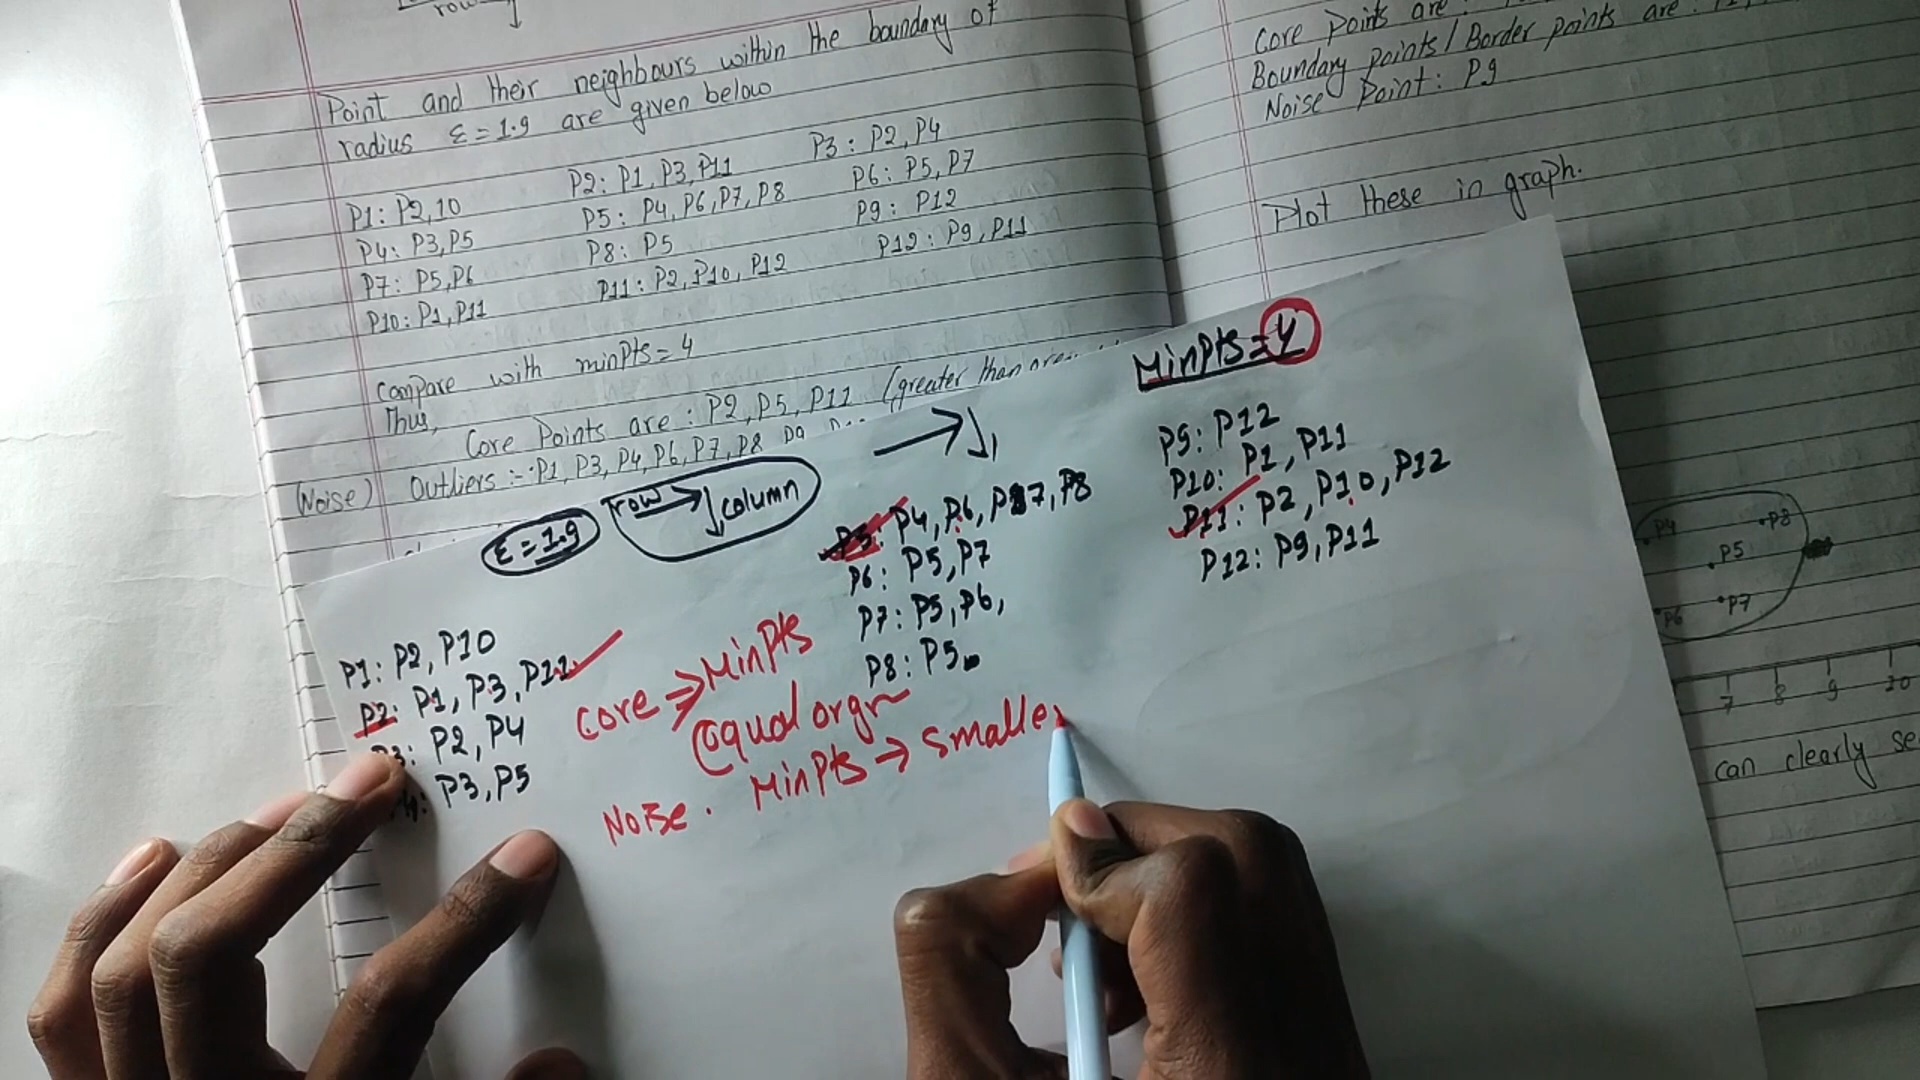 row
Point and their neighbours within the boundary of
radius ε = 1.9 are given below
P1: P2, 10
P2: P1, P3, P11
P3: P2, P4
P4: P3, P5
P5: P4, P6, P7, P8
P6: P5, P7
P7: P5, P6
P8: P5
P9: P12
P10: P1, P11
P11: P2, P10, P12
P12: P9, P11
Compare with minPts = 4
Thus,
Core Points are: P2, P5, P11 (greater than
(Noise) Outliers :- P1, P3, P4, P6, P7, P8 P9
Core points are
Boundary points / Border points are :
Noise Point: P9
Plot these in graph.
P4
P8
P5
P6
P7
7 8 9 10
can clearly se
MinPts = 4
ε = 1.9
row → ↓ column
P1: P2, P10
P2: P1, P3, P11
P3: P2, P4
P3, P5
P5: P4, P6, P7, P8
P6: P5, P7
P7: P5, P6,
P8: P5
P9: P12
P10: P1, P11
P11: P2, P10, P12
P12: P9, P11
core ⇒ MinPts
equal or gr
Noise . MinPts → Smaller